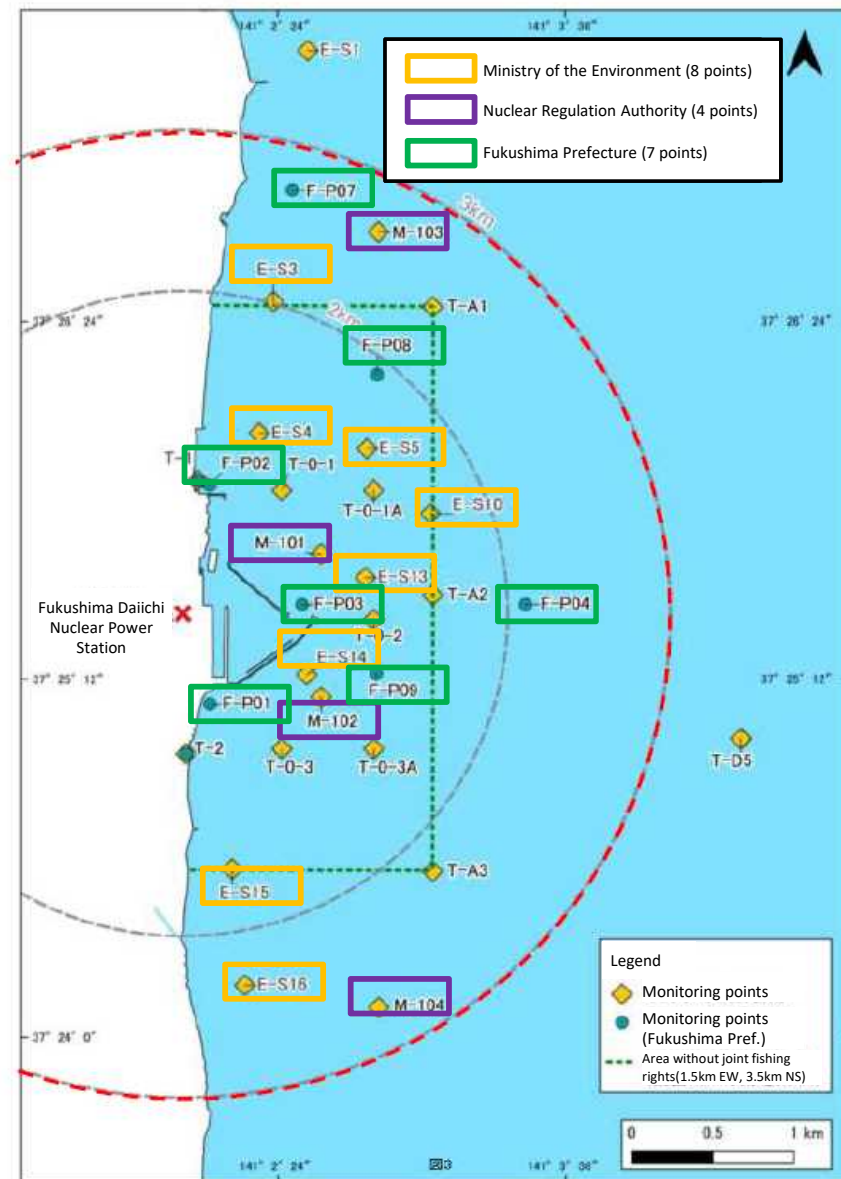 141° 2′ 24″
141° 3′ 36″
E-S1
Ministry of the Environment (8 points)
Nuclear Regulation Authority (4 points)
Fukushima Prefecture (7 points)
F-P07
3km
M-103
E-S3
T-A1
37° 26′ 24″
37° 26′ 24″
2km
F-P08
E-S4
E-S5
T-1
F-P02
T-0-1
T-0-1A
E-S10
M-101
E-S13
T-A2
Fukushima Daiichi
Nuclear Power
Station
F-P03
F-P04
T-0-2
E-S14
37° 25′ 12″
37° 25′ 12″
F-P09
F-P01
M-102
T-2
T-0-3
T-0-3A
T-D5
T-A3
E-S15
E-S16
M-104
37° 24′ 0″
Legend
Monitoring points
Monitoring points
(Fukushima Pref.)
Area without joint fishing
rights(1.5km EW, 3.5km NS)
0 0.5 1 km
141° 2′ 24″
図3
141° 3′ 36″